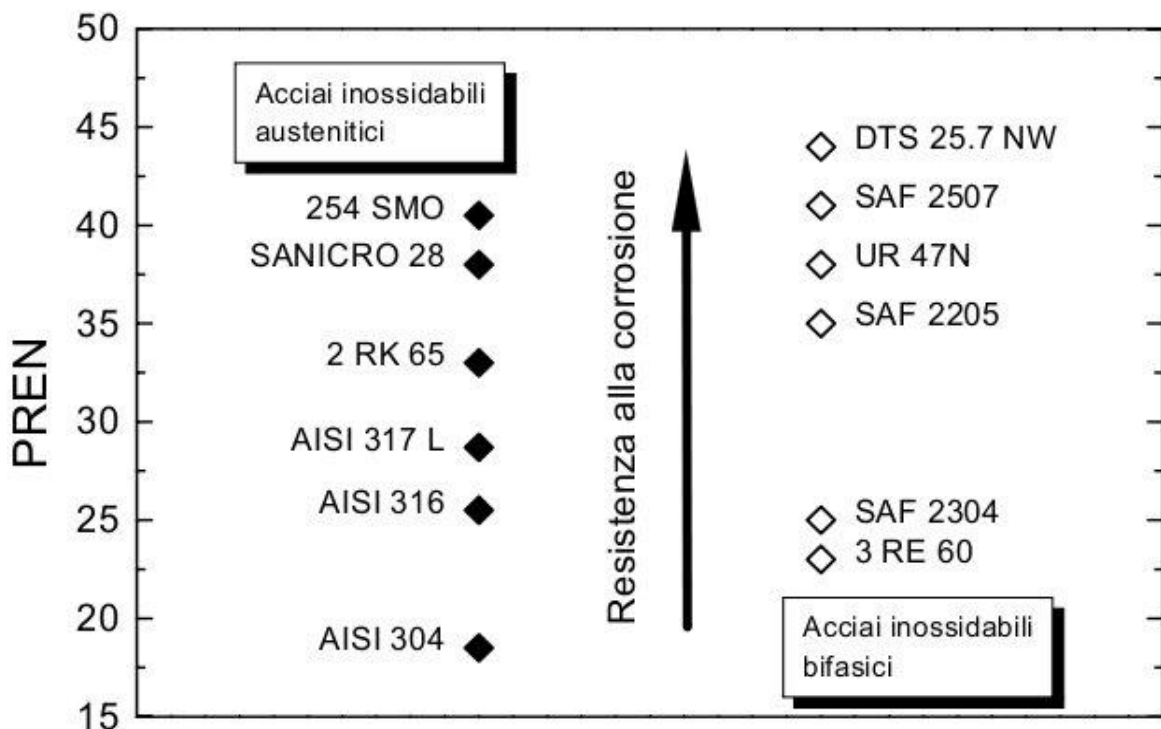 50
45
40
35
30
25
20
15
PREN
Acciai inossidabili
austenitici
254 SMO
SANICRO 28
2 RK 65
AISI 317 L
AISI 316
AISI 304
Resistenza alla corrosione
DTS 25.7 NW
SAF 2507
UR 47N
SAF 2205
SAF 2304
3 RE 60
Acciai inossidabili
bifasici